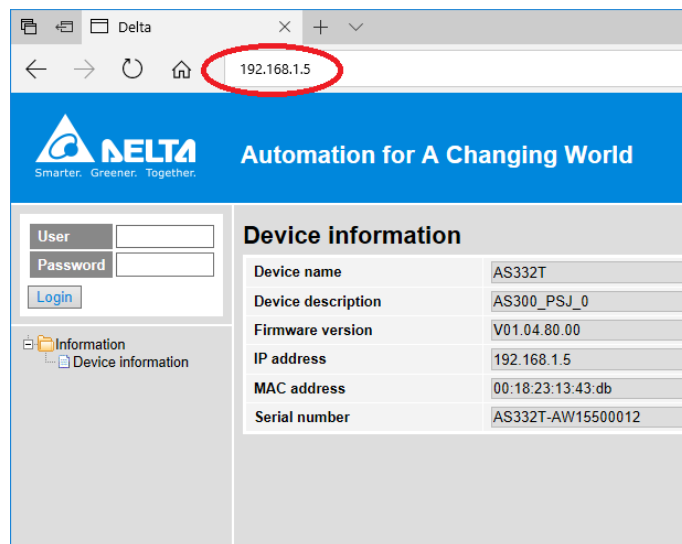 Delta
192.168.1.5
DELTA
Smarter. Greener. Together.
Automation for A Changing World
User
Password
Login
Information
Device information
Device information
Device name AS332T
Device description AS300_PSJ_0
Firmware version V01.04.80.00
IP address 192.168.1.5
MAC address 00:18:23:13:43:db
Serial number AS332T-AW15500012